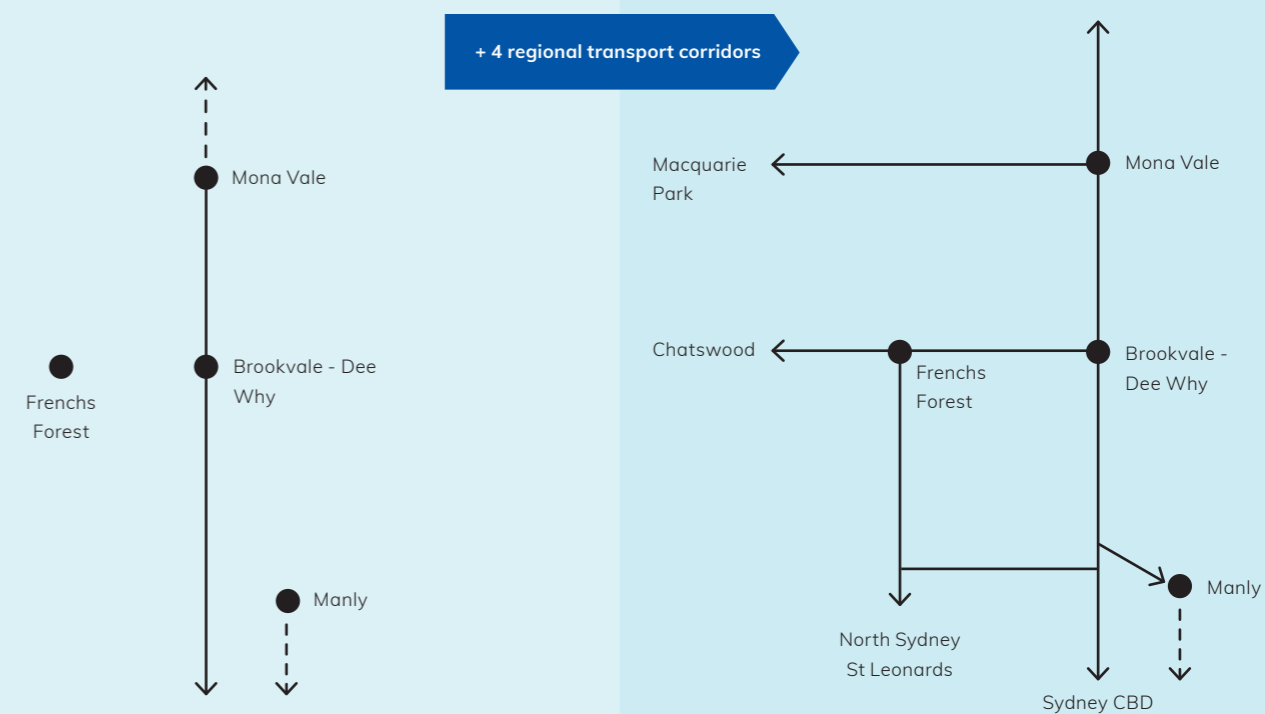 + 4 regional transport corridors
Mona Vale
Brookvale - Dee
Why
Frenchs
Forest
Manly
Macquarie
Park
Mona Vale
Chatswood
Frenchs
Forest
Brookvale -
Dee Why
Manly
North Sydney
St Leonards
Sydney CBD